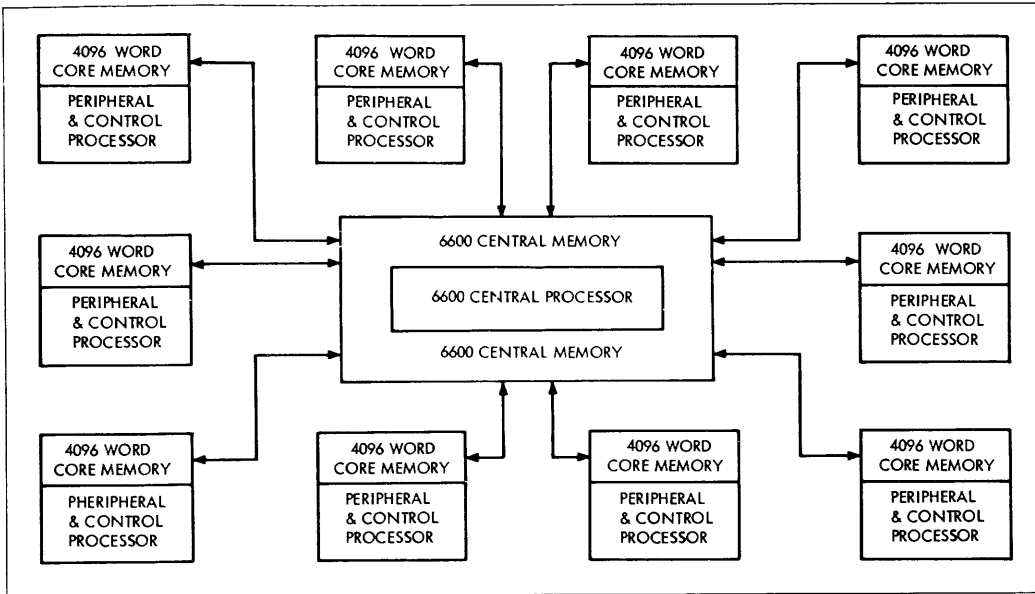 4096 WORD
CORE MEMORY
PERIPHERAL
& CONTROL
PROCESSOR
4096 WORD
CORE MEMORY
PERIPHERAL
& CONTROL
PROCESSOR
4096 WORD
CORE MEMORY
PERIPHERAL
& CONTROL
PROCESSOR
4096 WORD
CORE MEMORY
PERIPHERAL
& CONTROL
PROCESSOR
4096 WORD
CORE MEMORY
PERIPHERAL
& CONTROL
PROCESSOR
6600 CENTRAL MEMORY
6600 CENTRAL PROCESSOR
6600 CENTRAL MEMORY
4096 WORD
CORE MEMORY
PERIPHERAL
& CONTROL
PROCESSOR
4096 WORD
CORE MEMORY
PHERIPHERAL
& CONTROL
PROCESSOR
4096 WORD
CORE MEMORY
PERIPHERAL
& CONTROL
PROCESSOR
4096 WORD
CORE MEMORY
PERIPHERAL
& CONTROL
PROCESSOR
4096 WORD
CORE MEMORY
PERIPHERAL
& CONTROL
PROCESSOR